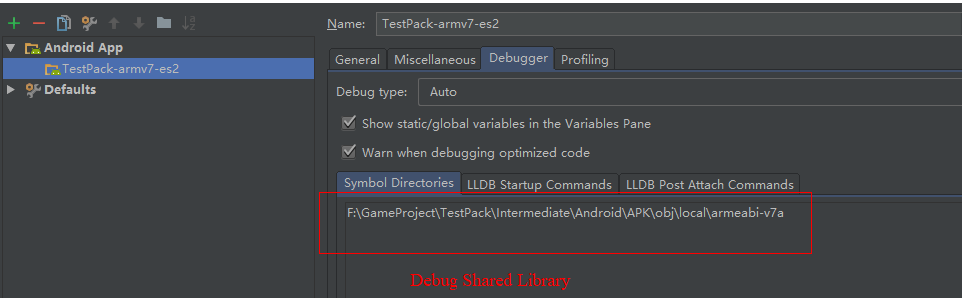 Name: TestPack-armv7-es2
Android App
TestPack-armv7-es2
Defaults
General Miscellaneous Debugger Profiling
Debug type: Auto
Show static/global variables in the Variables Pane
Warn when debugging optimized code
Symbol Directories LLDB Startup Commands LLDB Post Attach Commands
F:\GameProject\TestPack\Intermediate\Android\APK\obj\local\armeabi-v7a
Debug Shared Library